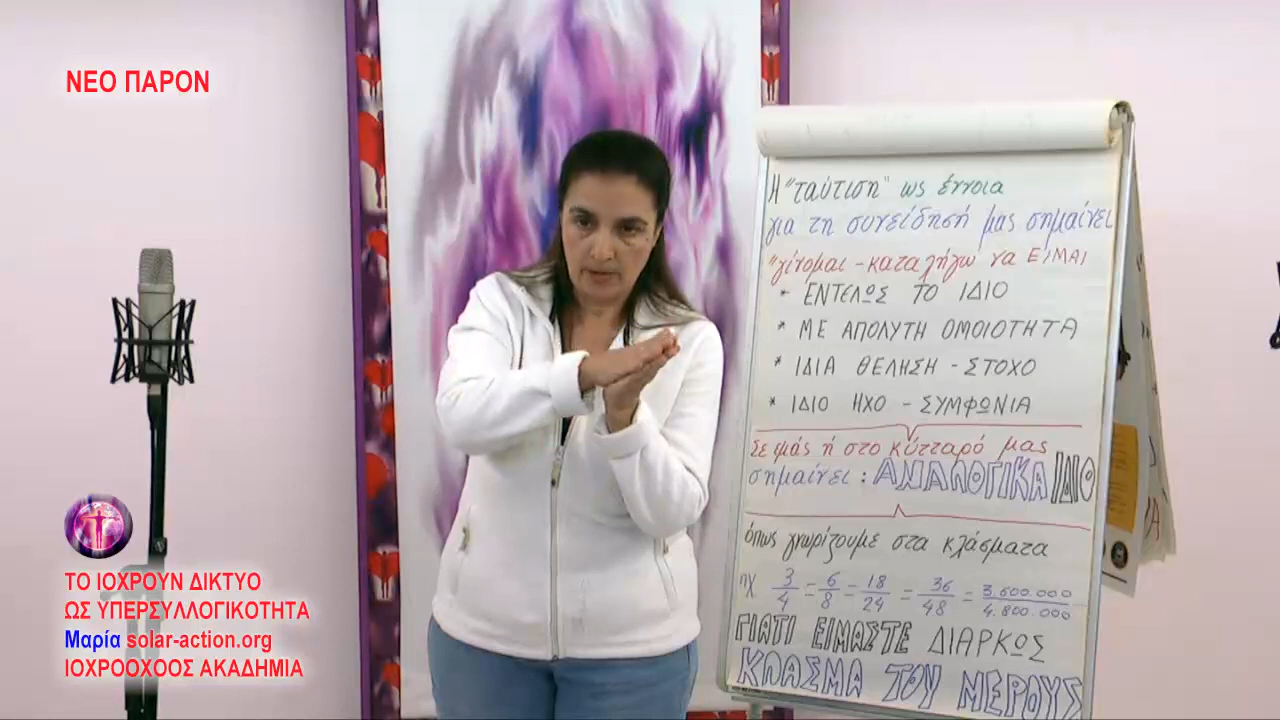 ΝΕΟ ΠΑΡΟΝ
Η "ταύτιση" ως έννοια
για τη συνείδησή μας σημαίνει
"γίνομαι - καταλήγω να ΕΙΜΑΙ
* ΕΝΤΕΛΩΣ ΤΟ ΙΔΙΟ
* ΜΕ ΑΠΟΛΥΤΗ ΟΜΟΙΟΤΗΤΑ
* ΙΔΙΑ ΘΕΛΗΣΗ - ΣΤΟΧΟ
* ΙΔΙΟ ΗΧΟ - ΣΥΜΦΩΝΙΑ
Σε μάς ή στο κύτταρό μας
σημαίνει : ΑΝΑΛΟΓΙΚΑ ΙΔΙΟ
όπως γνωρίζουμε στα κλάσματα
πχ 3/4 = 6/8 = 18/24 = 36/48 = 3.600.000/4.800.000
ΓΙΑΤΙ ΕΙΜΑΣΤΕ ΔΙΑΡΚΩΣ
ΚΛΑΣΜΑ ΤΟΥ ΜΕΡΟΥΣ
ΤΟ ΙΟΧΡΟΥΝ ΔΙΚΤΥΟ
ΩΣ ΥΠΕΡΣΥΛΛΟΓΙΚΟΤΗΤΑ
Μαρία solar-action.org
ΙΟΧΡΟΟΧΟΟΣ ΑΚΑΔΗΜΙΑ